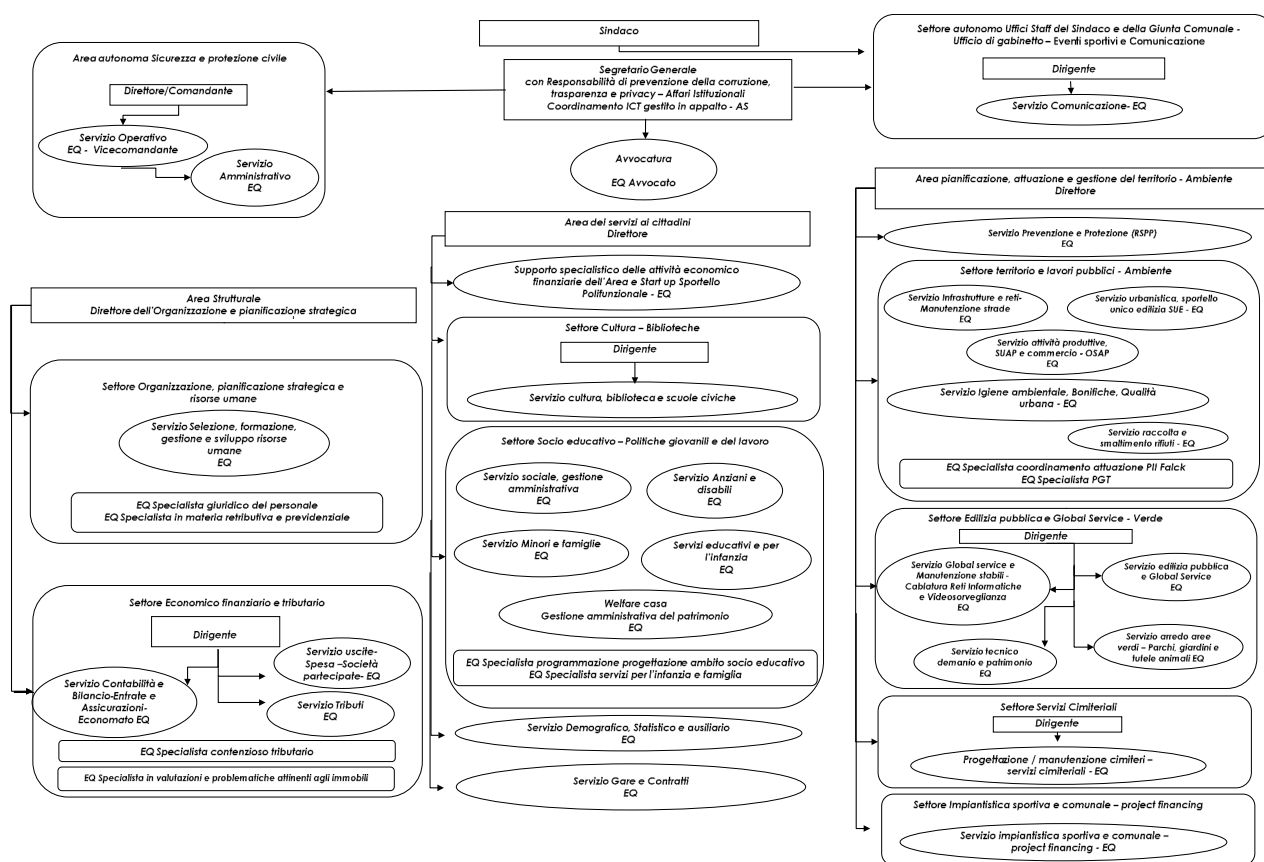 Sindaco
Segretario Generale
con Responsabilità di prevenzione della corruzione,
trasparenza e privacy – Affari Istituzionali
Coordinamento ICT gestito in appalto - AS
Avvocatura
EQ Avvocato
Area autonoma Sicurezza e protezione civile
Direttore/Comandante
Servizio Operativo
EQ - Vicecomandante
Servizio
Amministrativo
EQ
Settore autonomo Uffici Staff del Sindaco e della Giunta Comunale -
Ufficio di gabinetto – Eventi sportivi e Comunicazione
Dirigente
Servizio Comunicazione- EQ
Area Strutturale
Direttore dell'Organizzazione e pianificazione strategica
Settore Organizzazione, pianificazione strategica e
risorse umane
Servizio Selezione, formazione,
gestione e sviluppo risorse
umane
EQ
EQ Specialista giuridico del personale
EQ Specialista in materia retributiva e previdenziale
Settore Economico finanziario e tributario
Dirigente
Servizio uscite-
Spesa –Società
partecipate- EQ
Servizio Contabilità e
Bilancio-Entrate e
Assicurazioni-
Economato EQ
Servizio Tributi
EQ
EQ Specialista contenzioso tributario
EQ Specialista in valutazioni e problematiche attinenti agli immobili
Area dei servizi ai cittadini
Direttore
Supporto specialistico delle attività economico
finanziarie dell'Area e Start up Sportello
Polifunzionale - EQ
Settore Cultura – Biblioteche
Dirigente
Servizio cultura, biblioteca e scuole civiche
Settore Socio educativo – Politiche giovanili e del lavoro
Servizio sociale, gestione
amministrativa
EQ
Servizio Anziani e
disabili
EQ
Servizio Minori e famiglie
EQ
Servizi educativi e per
l'infanzia
EQ
Welfare casa
Gestione amministrativa del patrimonio
EQ
EQ Specialista programmazione progettazione ambito socio educativo
EQ Specialista servizi per l'infanzia e famiglia
Servizio Demografico, Statistico e ausiliario
EQ
Servizio Gare e Contratti
EQ
Area pianificazione, attuazione e gestione del territorio - Ambiente
Direttore
Servizio Prevenzione e Protezione (RSPP)
EQ
Settore territorio e lavori pubblici - Ambiente
Servizio Infrastrutture e reti-
Manutenzione strade
EQ
Servizio urbanistica, sportello
unico edilizia SUE - EQ
Servizio attività produttive,
SUAP e commercio - OSAP
EQ
Servizio Igiene ambientale, Bonifiche, Qualità
urbana - EQ
Servizio raccolta e
smaltimento rifiuti - EQ
EQ Specialista coordinamento attuazione PII Falck
EQ Specialista PGT
Settore Edilizia pubblica e Global Service - Verde
Dirigente
Servizio Global service e
Manutenzione stabili -
Cablatura Reti Informatiche
e Videosorveglianza
EQ
Servizio edilizia pubblica
e Global Service
EQ
Servizio tecnico
demanio e patrimonio
EQ
Servizio arredo aree
verdi – Parchi, giardini e
tutele animali EQ
Settore Servizi Cimiteriali
Dirigente
Progettazione / manutenzione cimiteri –
servizi cimiteriali - EQ
Settore Impiantistica sportiva e comunale – project financing
Servizio impiantistica sportiva e comunale –
project financing - EQ